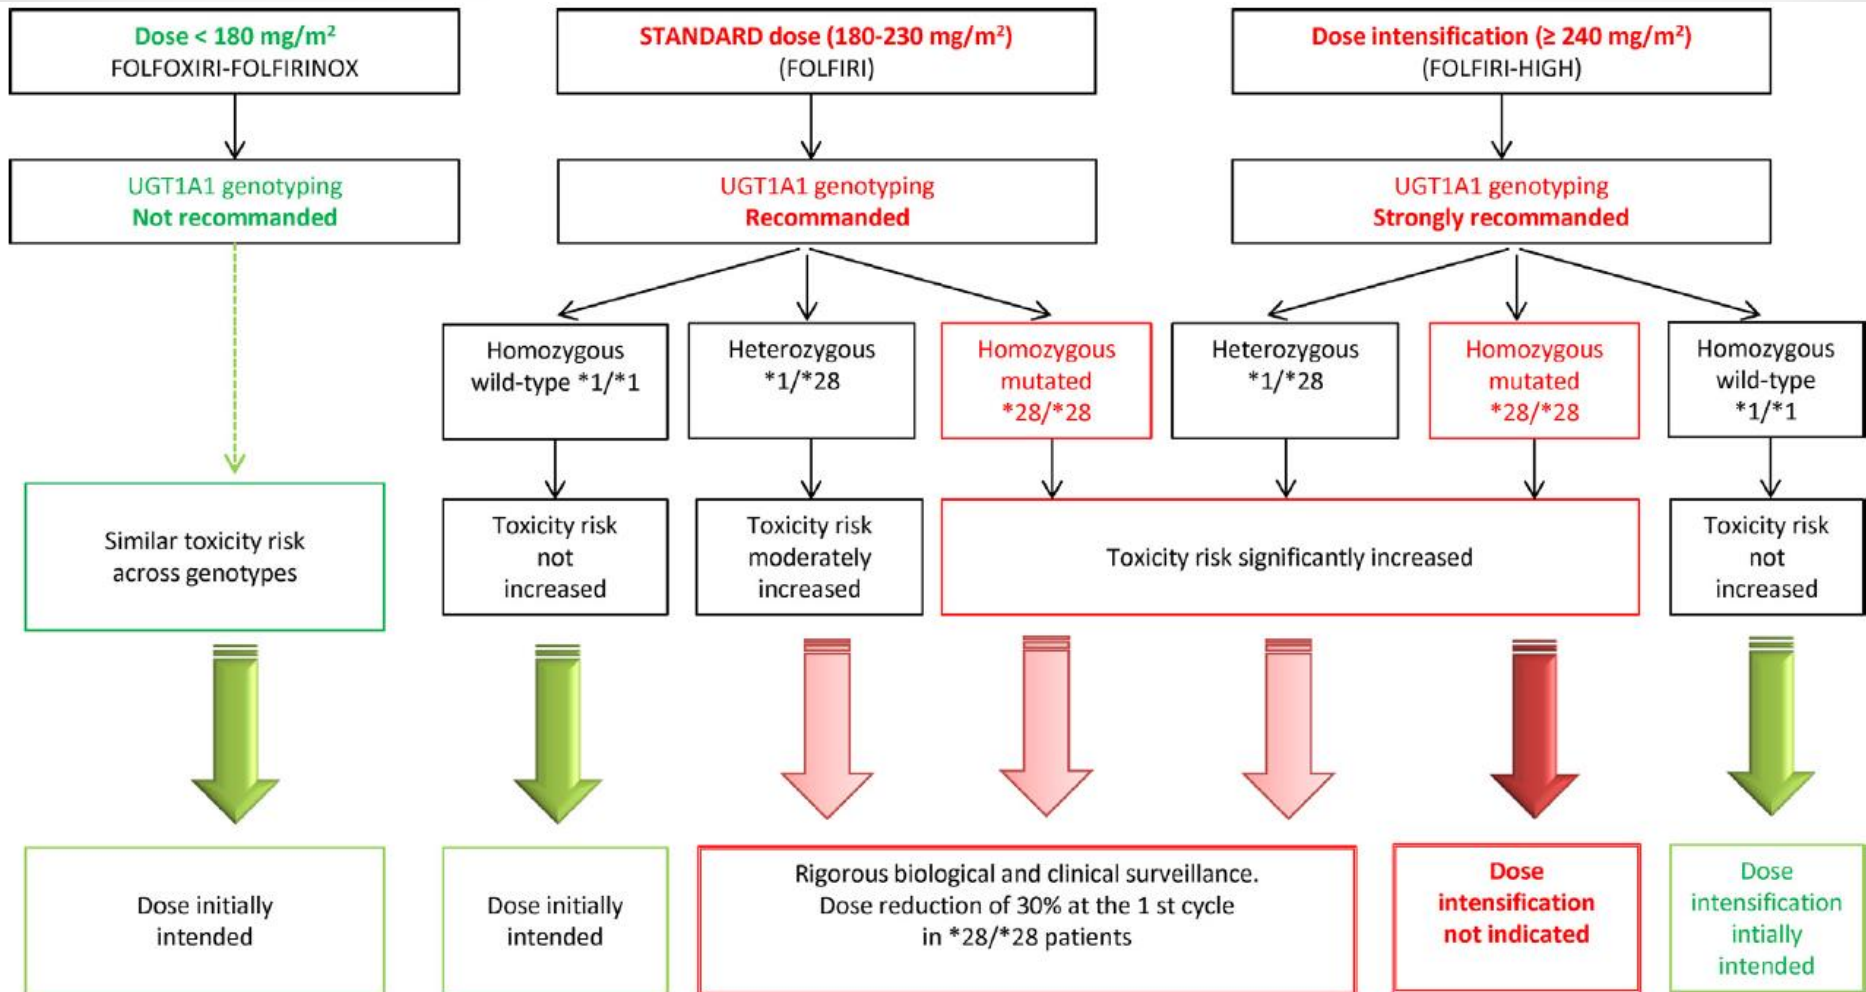 Dose < 180 mg/m²
FOLFOXIRI-FOLFIRINOX
STANDARD dose (180-230 mg/m²)
(FOLFIRI)
Dose intensification (≥ 240 mg/m²)
(FOLFIRI-HIGH)
UGT1A1 genotyping
Not recommanded
UGT1A1 genotyping
Recommanded
UGT1A1 genotyping
Strongly recommanded
Homozygous
wild-type *1/*1
Heterozygous
*1/*28
Homozygous
mutated
*28/*28
Heterozygous
*1/*28
Homozygous
mutated
*28/*28
Homozygous
wild-type
*1/*1
Similar toxicity risk
across genotypes
Toxicity risk
not
increased
Toxicity risk
moderately
increased
Toxicity risk significantly increased
Toxicity risk
not
increased
Dose initially
intended
Dose initially
intended
Rigorous biological and clinical surveillance.
Dose reduction of 30% at the 1 st cycle
in *28/*28 patients
Dose
intensification
not indicated
Dose
intensification
intially
intended